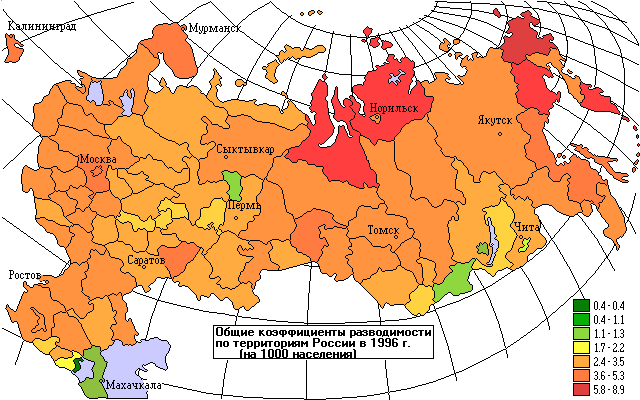 Калининград
Мурманск
Норильск
Якутск
Сыктывкар
Москва
Пермь
Томск
Чита
Саратов
Ростов
Махачкала
Общие коэффициенты разводимости
по территориям России в 1996 г.
(на 1000 населения)
0.4 - 0.4
0.4 - 1.1
1.1 - 1.3
1.7 - 2.2
2.4 - 3.5
3.6 - 5.3
5.8 - 8.9